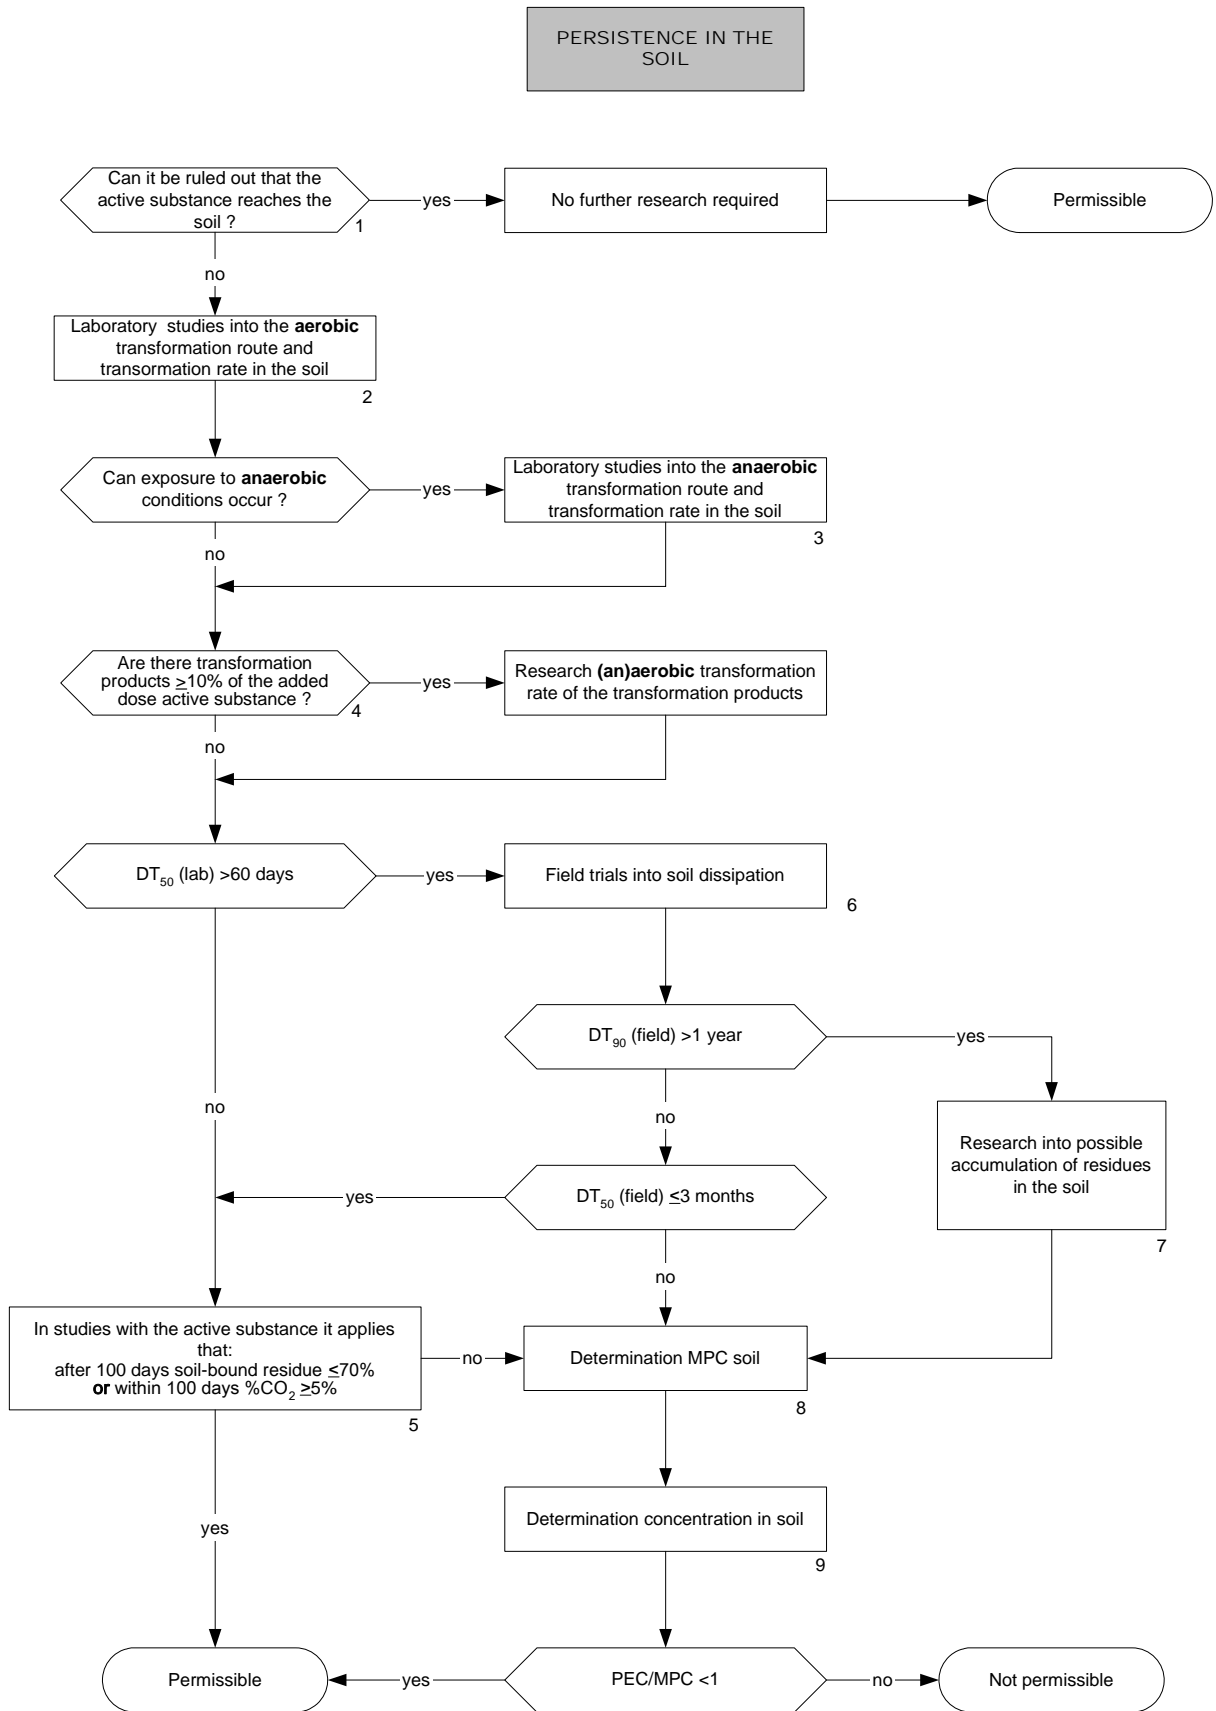 PERSISTENCE IN THE
SOIL
Can it be ruled out that the
active substance reaches the
soil ?
1
yes
No further research required
Permissible
no
Laboratory  studies into the aerobic
transformation route and
transormation rate in the soil
2
Can exposure to anaerobic
conditions occur ?
yes
Laboratory studies into the anaerobic
transformation route and
transformation rate in the soil
3
no
Are there transformation
products ≥10% of the added
dose active substance ?
4
yes
Research (an)aerobic transformation
rate of the transformation products
no
DT50 (lab) >60 days
yes
Field trials into soil dissipation
6
DT90 (field) >1 year
yes
no
no
Research into possible
accumulation of residues
in the soil
7
DT50 (field) ≤3 months
yes
no
In studies with the active substance it applies
that:
after 100 days soil-bound residue ≤70%
or within 100 days %CO2 ≥5%
5
no
Determination MPC soil
8
Determination concentration in soil
9
yes
Permissible
yes
PEC/MPC <1
no
Not permissible